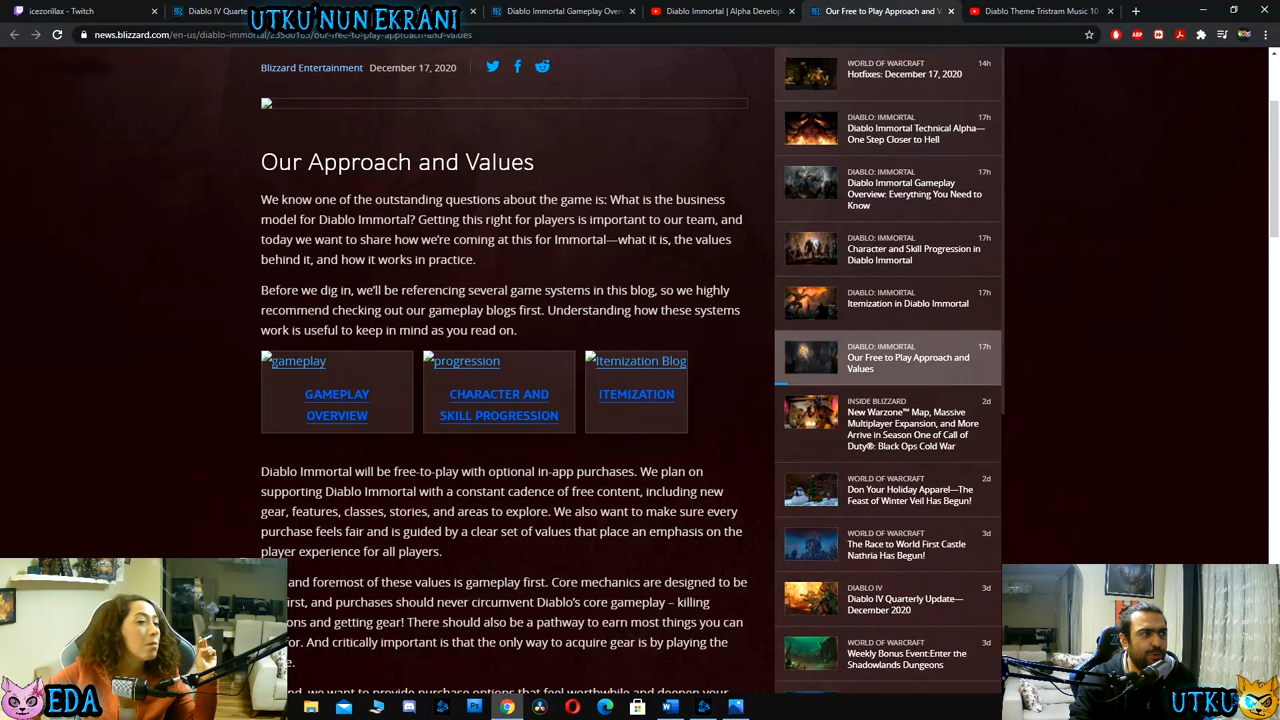 icutv - Twitch
Diablo IV Quar
Diablo Immortal Gameplay Over
Diablo Immortal | Alpha Develop
Our Free to Play Approach and V
Diablo Theme Tristram Music 10
UTKU'NUN EKRANI
news.blizzard.com/en-us/diablo-immortal/
our-free-to-play-approach-and-values
Blizzard Entertainment December 17, 2020
Our Approach and Values
We know one of the outstanding questions about the game is: What is the business
model for Diablo Immortal? Getting this right for players is important to our team, and
today we want to share how we're coming at this for Immortal—what it is, the values
behind it, and how it works in practice.
Before we dig in, we'll be referencing several game systems in this blog, so we highly
recommend checking out our gameplay blogs first. Understanding how these systems
work is useful to keep in mind as you read on.
gameplay
GAMEPLAY
OVERVIEW
progression
CHARACTER AND
SKILL PROGRESSION
Itemization Blog
ITEMIZATION
Diablo Immortal will be free-to-play with optional in-app purchases. We plan on
supporting Diablo Immortal with a constant cadence of free content, including new
gear, features, classes, stories, and areas to explore. We also want to make sure every
purchase feels fair and is guided by a clear set of values that place an emphasis on the
player experience for all players.
and foremost of these values is gameplay first. Core mechanics are designed to be
irst, and purchases should never circumvent Diablo's core gameplay – killing
ons and getting gear! There should also be a pathway to earn most things you can
or. And critically important is that the only way to acquire gear is by playing the
e.
nd, we want to provide purchase options that feel worthwhile and deepen your
WORLD OF WARCRAFT 14h
Hotfixes: December 17, 2020
DIABLO: IMMORTAL 17h
Diablo Immortal Technical Alpha—
One Step Closer to Hell
DIABLO: IMMORTAL 17h
Diablo Immortal Gameplay
Overview: Everything You Need to
Know
DIABLO: IMMORTAL 17h
Character and Skill Progression in
Diablo Immortal
DIABLO: IMMORTAL 17h
Itemization in Diablo Immortal
DIABLO: IMMORTAL 17h
Our Free to Play Approach and
Values
INSIDE BLIZZARD 2d
New Warzone™ Map, Massive
Multiplayer Expansion, and More
Arrive in Season One of Call of
Duty®: Black Ops Cold War
WORLD OF WARCRAFT 2d
Don Your Holiday Apparel—The
Feast of Winter Veil Has Begun!
WORLD OF WARCRAFT 3d
The Race to World First Castle
Nathria Has Begun!
DIABLO IV 3d
Diablo IV Quarterly Update—
December 2020
WORLD OF WARCRAFT 3d
Weekly Bonus Event:Enter the
Shadowlands Dungeons
EDA
UTKU